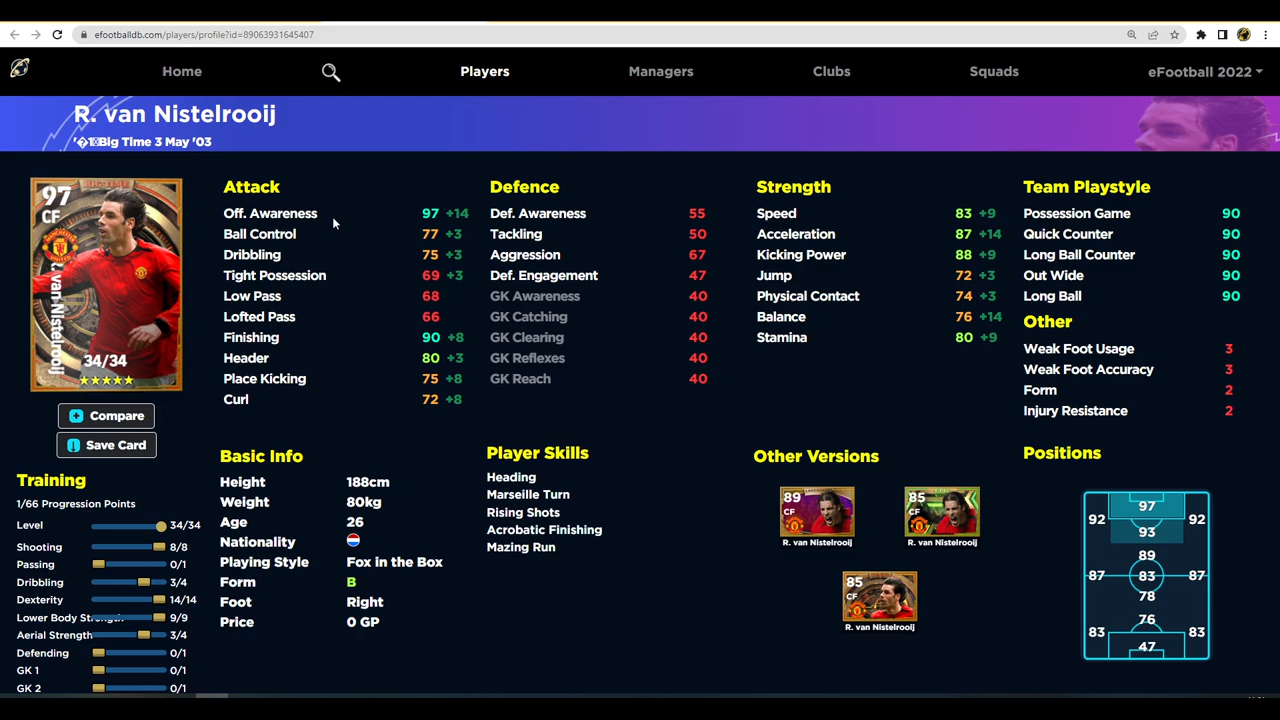 efootballdb.com/players/profile?id=89063931645407
Home
Players
Managers
Clubs
Squads
eFootball 2022
R. van Nistelrooij
Big Time 3 May '03
97
CF
R. van Nistelrooij
34/34
Compare
Save Card
Training
1/66 Progression Points
Level 34/34
Shooting 8/8
Passing 0/1
Dribbling 3/4
Dexterity 14/14
Lower Body Strength 9/9
Aerial Strength 3/4
Defending 0/1
GK 1 0/1
GK 2 0/1
Attack
Off. Awareness 97 +14
Ball Control 77 +3
Dribbling 75 +3
Tight Possession 69 +3
Low Pass 68
Lofted Pass 66
Finishing 90 +8
Header 80 +3
Place Kicking 75 +8
Curl 72 +8
Defence
Def. Awareness 55
Tackling 50
Aggression 67
Def. Engagement 47
GK Awareness 40
GK Catching 40
GK Clearing 40
GK Reflexes 40
GK Reach 40
Strength
Speed 83 +9
Acceleration 87 +14
Kicking Power 88 +9
Jump 72 +3
Physical Contact 74 +3
Balance 76 +14
Stamina 80 +9
Team Playstyle
Possession Game 90
Quick Counter 90
Long Ball Counter 90
Out Wide 90
Long Ball 90
Other
Weak Foot Usage 3
Weak Foot Accuracy 3
Form 2
Injury Resistance 2
Basic Info
Height 188cm
Weight 80kg
Age 26
Nationality
Playing Style Fox in the Box
Form B
Foot Right
Price 0 GP
Player Skills
Heading
Marseille Turn
Rising Shots
Acrobatic Finishing
Mazing Run
Other Versions
89
CF
R. van Nistelrooij
85
CF
R. van Nistelrooij
85
CF
R. van Nistelrooij
Positions
97
92 92
93
89
87 83 87
78
76
83 83
47